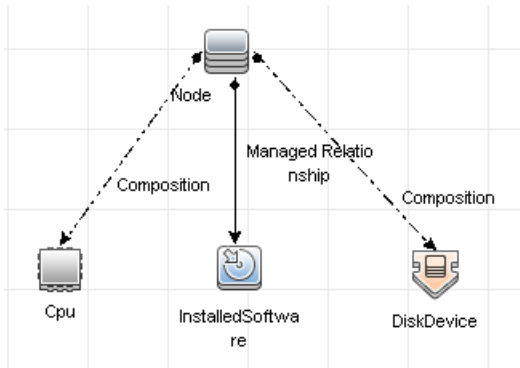 Node
Managed Relatio
nship
Composition
Composition
Cpu
InstalledSoftwa
re
DiskDevice